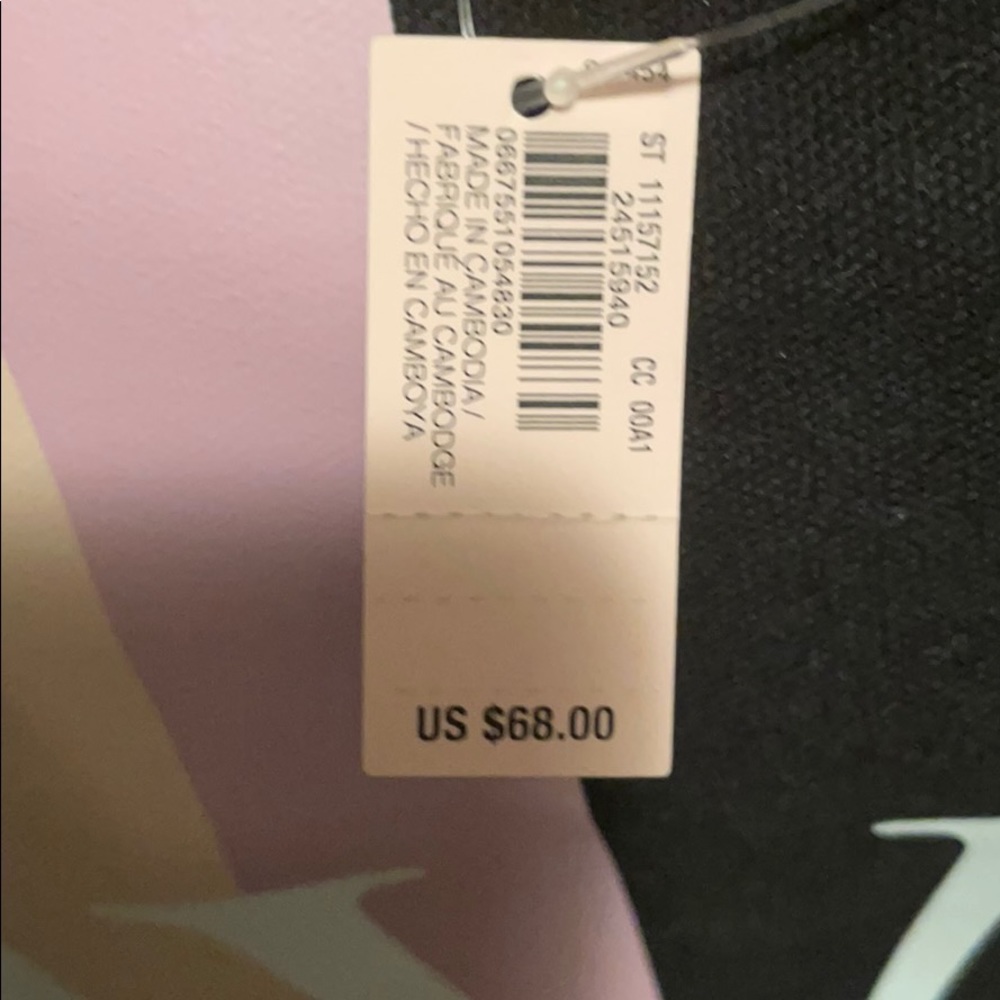 ST 11157152 CC 00A1
24515940
0667551054830
MADE IN CAMBODIA/
FABRIQUÉ AU CAMBODGE
/ HECHO EN CAMBOYA
US $68.00